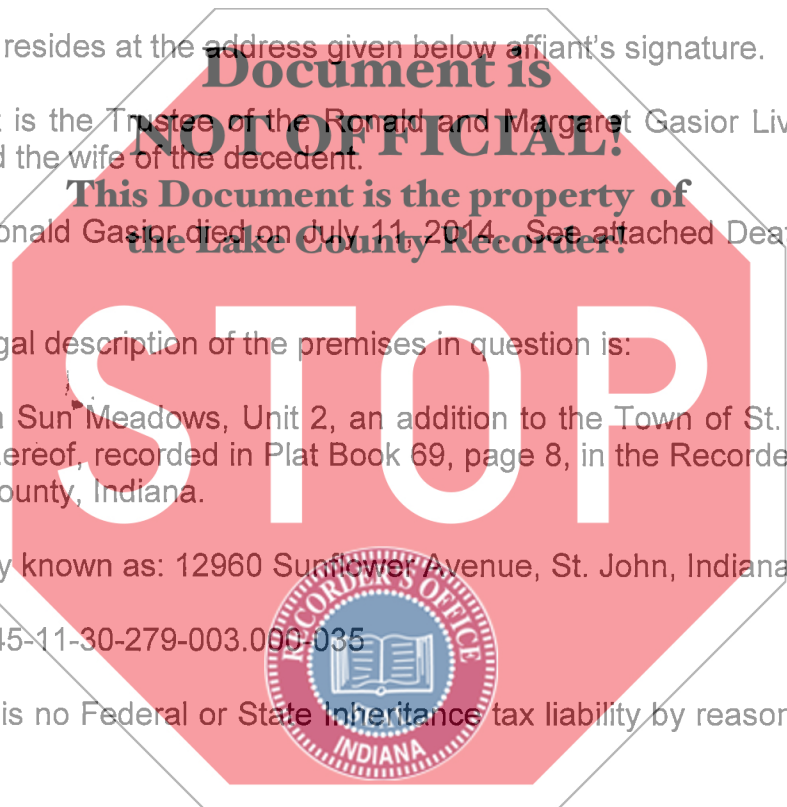 resides at the address given below affiant's signature.
Document is
is the Trustee of the Ronald and Margaret Gasior Liv
NOT OFFICIAL!
d the wife of the decedent.
This Document is the property of
onald Gasior died on July 11, 2014. See attached Deat
the Lake County Recorder!
gal description of the premises in question is:
STOP
Sun Meadows, Unit 2, an addition to the Town of St.
ereof, recorded in Plat Book 69, page 8, in the Recorde
ounty, Indiana.
y known as: 12960 Sunflower Avenue, St. John, Indiana
RECORDER'S OFFICE
45-11-30-279-003.000-035
is no Federal or State Inheritance tax liability by reason
INDIANA